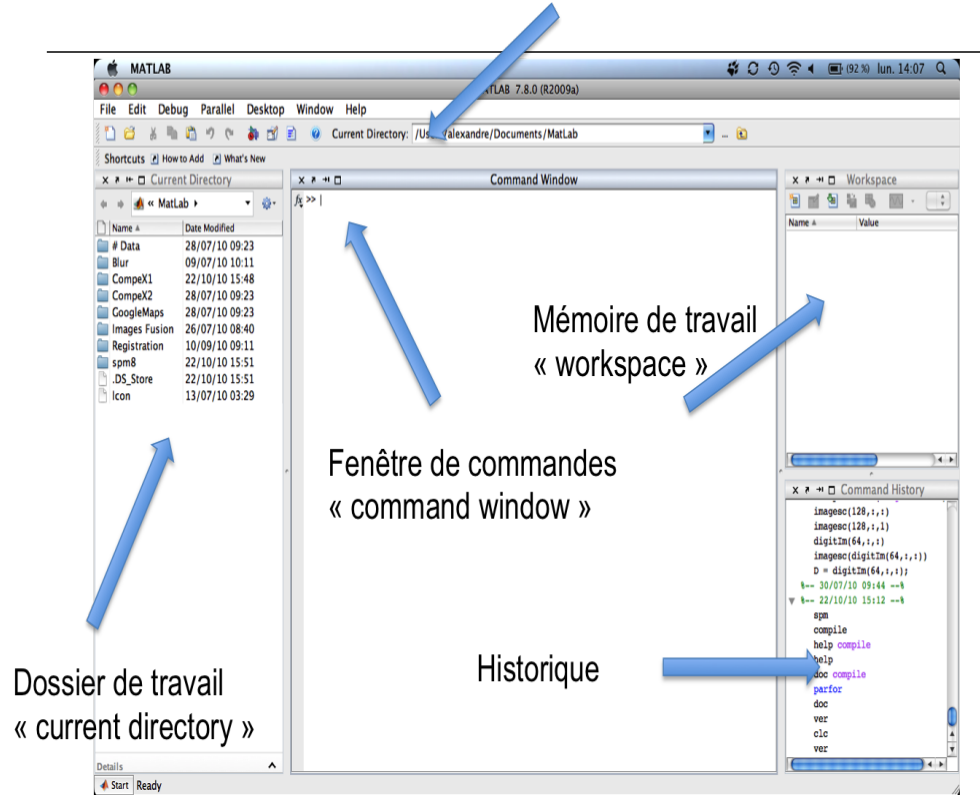 MATLAB
(92 %) lun. 14:07
TLAB 7.8.0 (R2009a)
File Edit Debug Parallel Desktop Window Help
Current Directory: /Us alexandre/Documents/MatLab
Shortcuts How to Add What's New
Current Directory
« MatLab
Name Date Modified
# Data 28/07/10 09:23
Blur 09/07/10 10:11
CompeX1 22/10/10 15:48
CompeX2 28/07/10 09:23
GoogleMaps 28/07/10 09:23
Images Fusion 26/07/10 08:40
Registration 10/09/10 09:11
spm8 22/10/10 15:51
.DS_Store 22/10/10 15:51
Icon 13/07/10 03:29
Details
Start Ready
Command Window
fx >>
Workspace
Name Value
Mémoire de travail
« workspace »
Fenêtre de commandes
« command window »
Historique
Dossier de travail
« current directory »
Command History
imagesc(128,:,:)
imagesc(128,:,1)
digitIm(64,:,:)
imagesc(digitIm(64,:,:))
D = digitIm(64,:,:);
%-- 30/07/10 09:44 --%
%-- 22/10/10 15:12 --%
spm
compile
help compile
help
doc compile
parfor
doc
ver
clc
ver